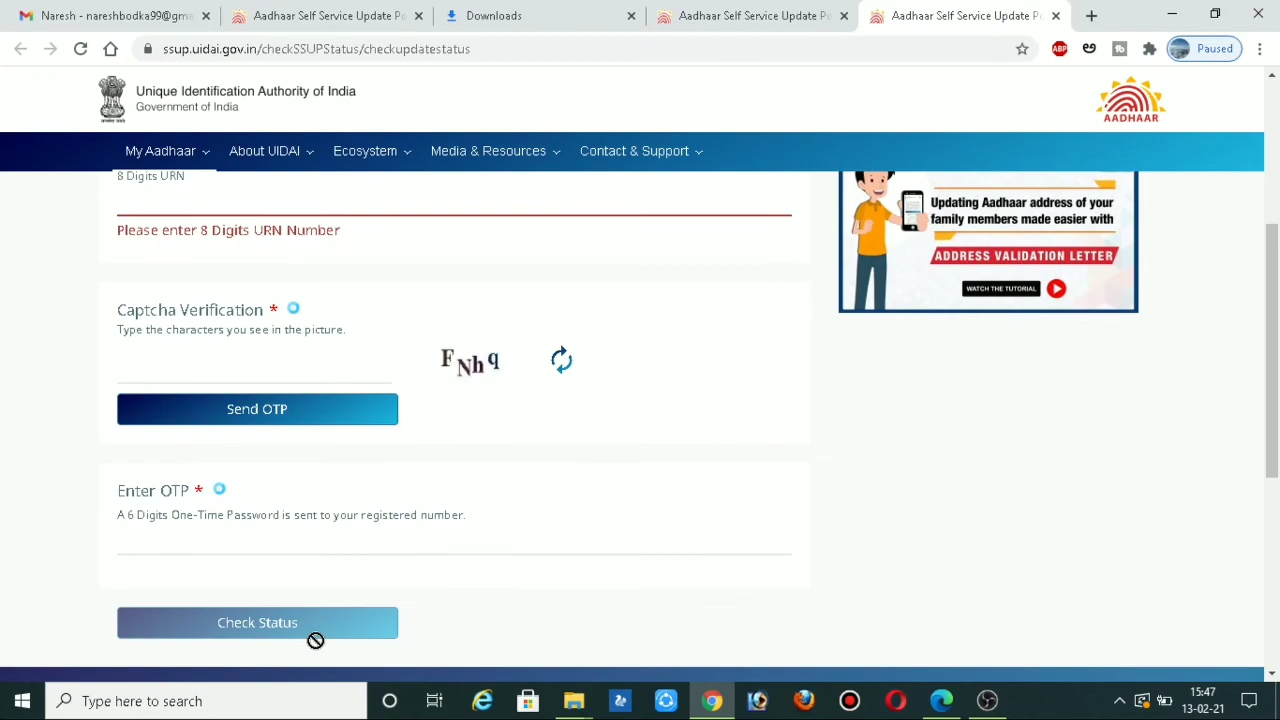 Naresh - nareshbodka99@gma
Aadhaar Self Service Update Po
Downloads
Aadhaar Self Service Update Po
Aadhaar Self Service Update P
ssup.uidai.gov.in/checkSSUPStatus/checkupdatestatus
ABP
Paused
Unique Identification Authority of India
Government of India
AADHAAR
My Aadhaar
About UIDAI
Ecosystem
Media & Resources
Contact & Support
8 Digits URN
Please enter 8 Digits URN Number
Updating Aadhaar address of your
family members made easier with
ADDRESS VALIDATION LETTER
WATCH THE TUTORIAL
Captcha Verification *
Type the characters you see in the picture.
FNhq
Send OTP
Enter OTP *
A 6 Digits One-Time Password is sent to your registered number.
Check Status
Type here to search
15:47
13-02-21